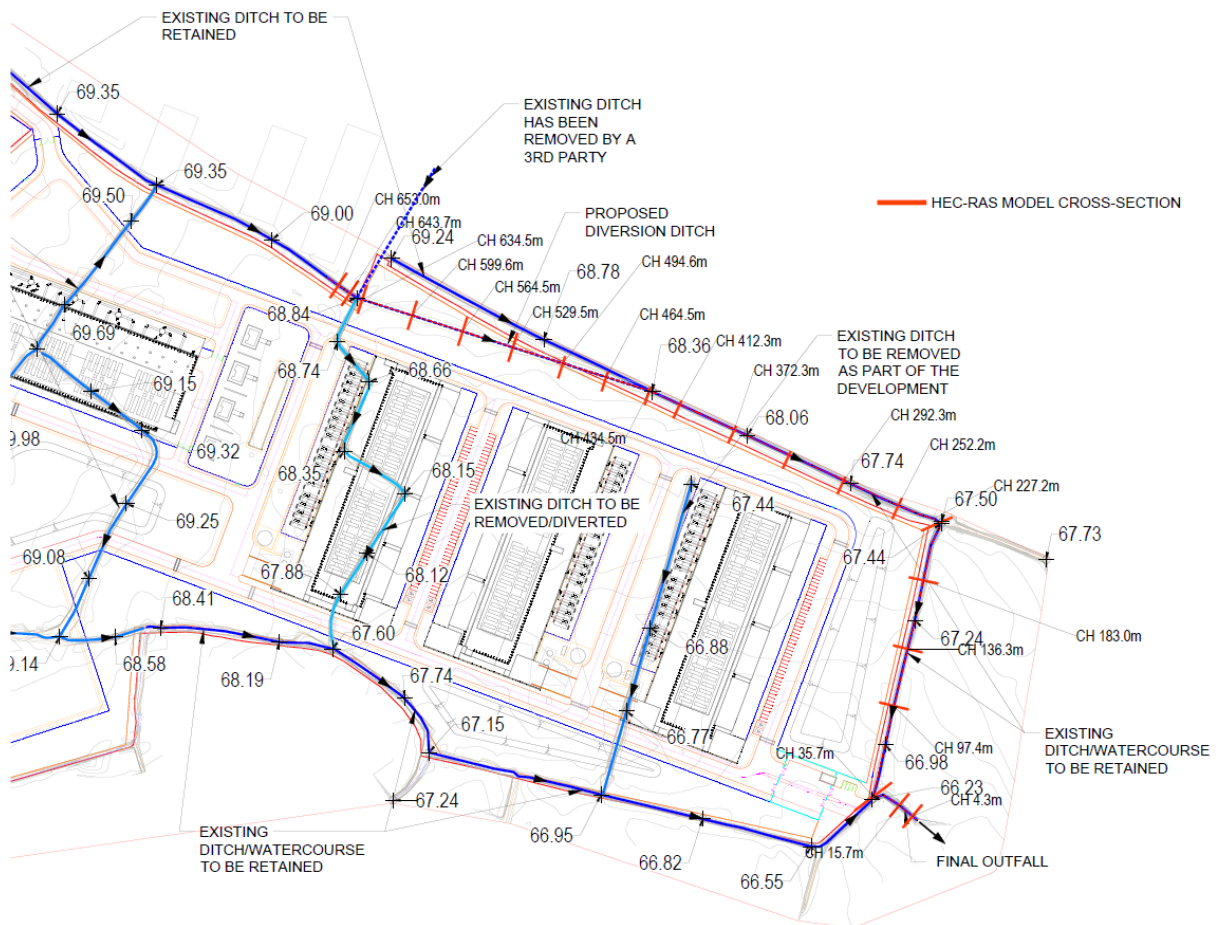 EXISTING DITCH TO BE
RETAINED
69.35
EXISTING DITCH
HAS BEEN
REMOVED BY A
3RD PARTY
69.35
69.50
69.00
CH 653.0m
CH 643.7m
69.24
HEC-RAS MODEL CROSS-SECTION
PROPOSED
DIVERSION DITCH
CH 634.5m
CH 599.6m
CH 564.5m
CH 529.5m
68.78
CH 494.6m
CH 464.5m
68.84
68.74
68.66
69.69
69.15
68.36
CH 412.3m
CH 372.3m
EXISTING DITCH
TO BE REMOVED
AS PART OF THE
DEVELOPMENT
68.06
CH 292.3m
67.74
CH 252.2m
CH 227.2m
67.50
9.98
69.32
68.35
CH 434.5m
68.15
EXISTING DITCH TO BE
REMOVED/DIVERTED
67.44
67.44
67.73
69.25
69.08
67.88
68.12
68.41
67.60
9.14
68.58
68.19
67.74
67.15
66.88
66.77
67.24
CH 183.0m
CH 136.3m
CH 97.4m
66.98
EXISTING
DITCH/WATERCOURSE
TO BE RETAINED
CH 35.7m
66.23
CH 4.3m
67.24
66.95
66.82
66.55
CH 15.7m
FINAL OUTFALL
EXISTING
DITCH/WATERCOURSE
TO BE RETAINED